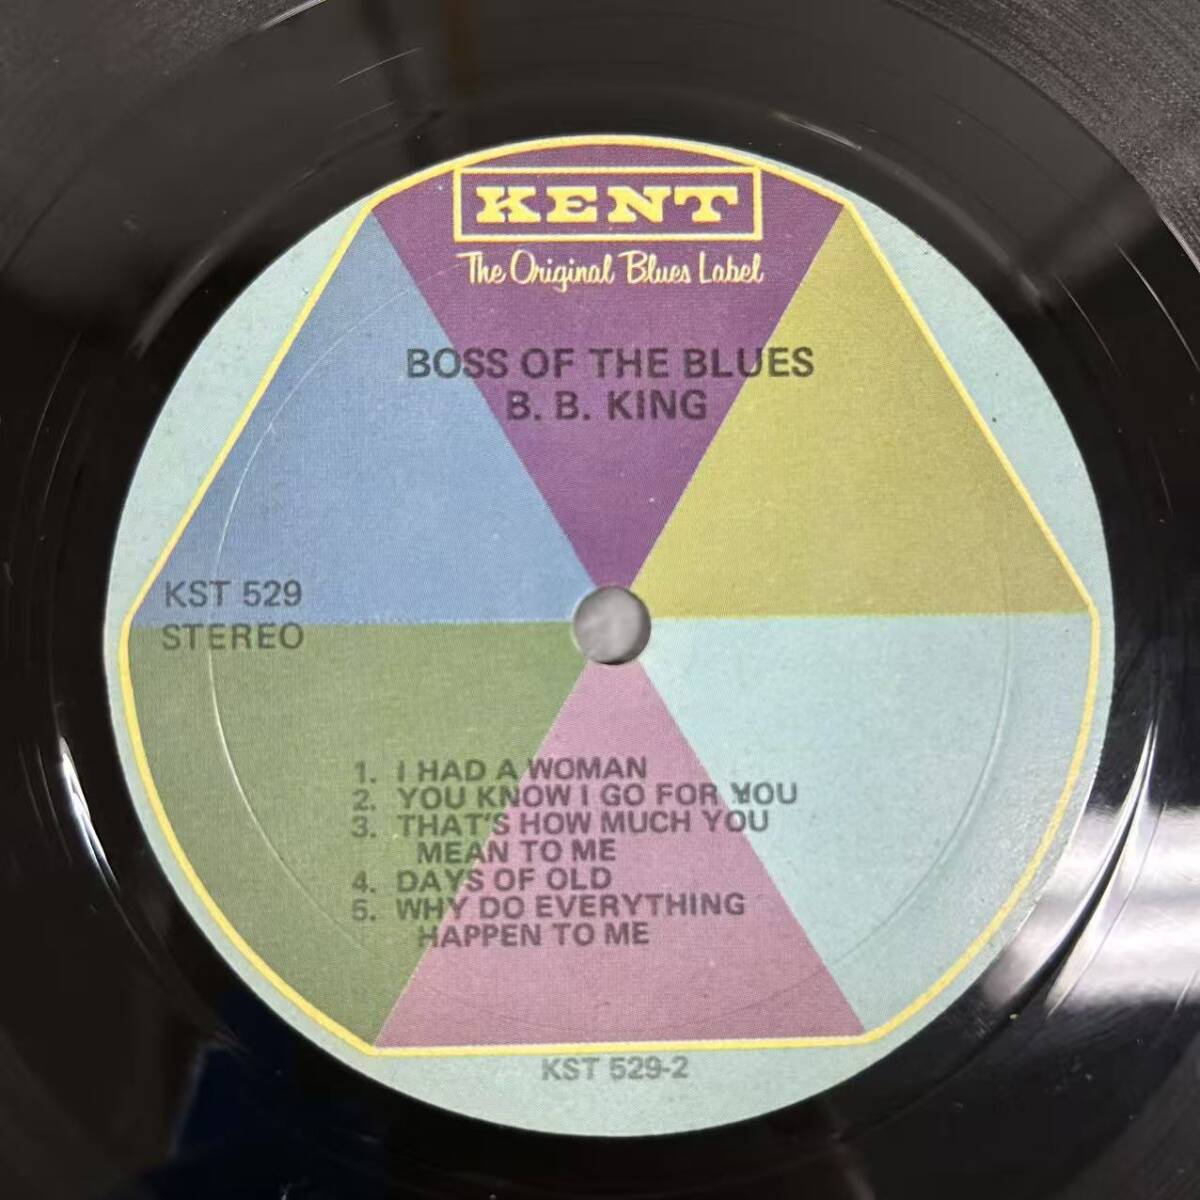 KENT
The Original Blues Label
BOSS OF THE BLUES
B. B. KING
KST 529
STEREO
1. I HAD A WOMAN
2. YOU KNOW I GO FOR YOU
3. THAT'S HOW MUCH YOU
MEAN TO ME
4. DAYS OF OLD
5. WHY DO EVERYTHING
HAPPEN TO ME
KST 529-2